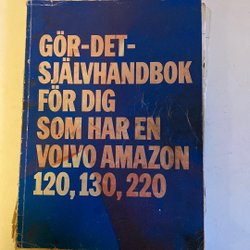 GÖR-DET-
SJÄLVHANDBOK
FÖR DIG
SOM HAR EN
VOLVO AMAZON
120, 130, 220